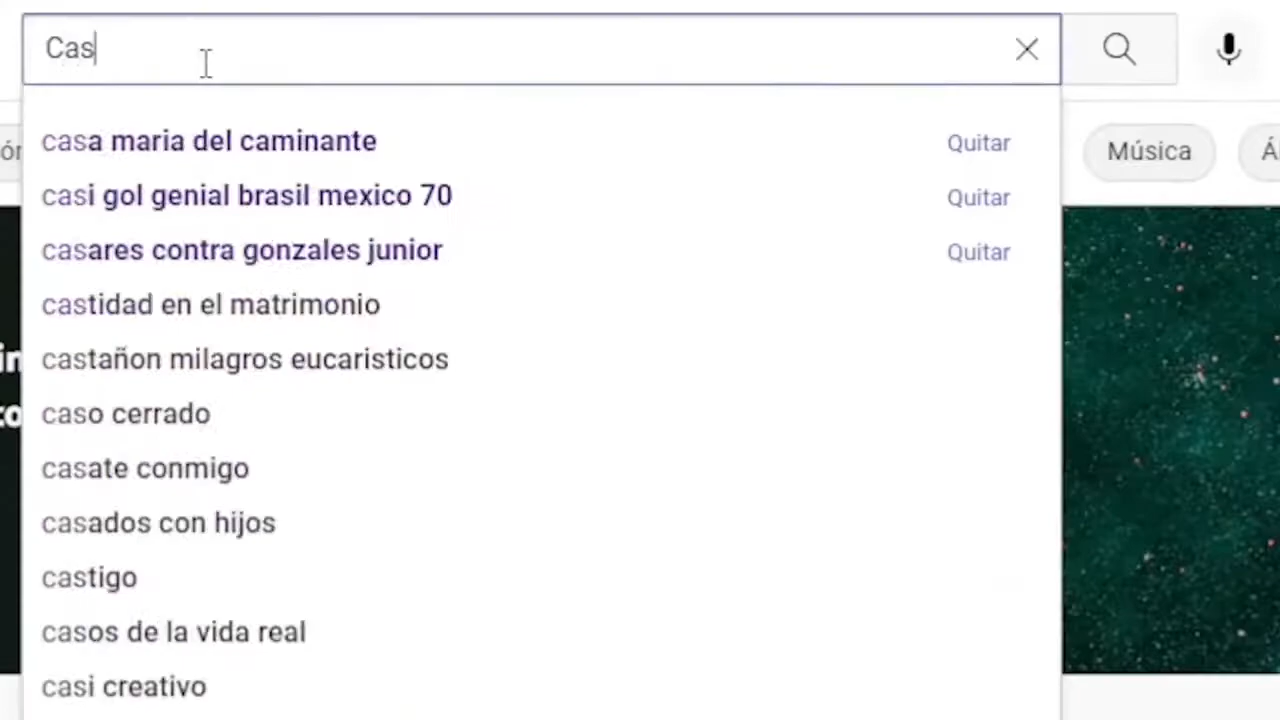 Cas
casa maria del caminante Quitar
casi gol genial brasil mexico 70 Quitar
casares contra gonzales junior Quitar
castidad en el matrimonio
castañon milagros eucaristicos
caso cerrado
casate conmigo
casados con hijos
castigo
casos de la vida real
casi creativo
Música